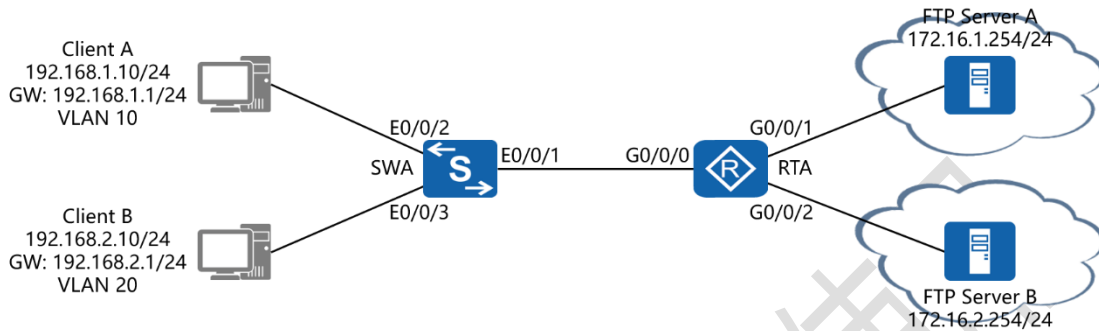 FTP Server A
172.16.1.254/24
Client A
192.168.1.10/24
GW: 192.168.1.1/24
VLAN 10
E0/0/2
G0/0/1
SWA
S
E0/0/1
G0/0/0
R
RTA
E0/0/3
G0/0/2
Client B
192.168.2.10/24
GW: 192.168.2.1/24
VLAN 20
FTP Server B
172.16.2.254/24